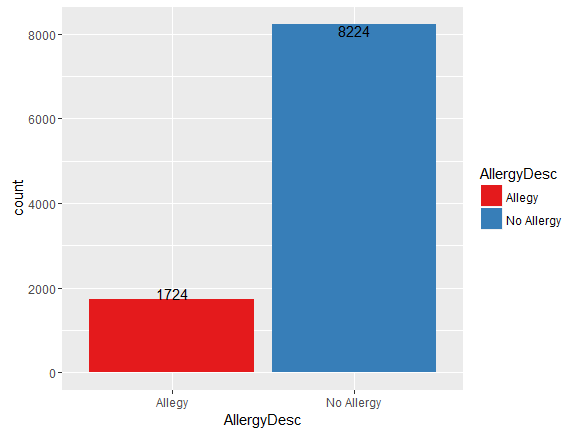 8000
6000
4000
2000
0
count
8224
1724
Allegy
No Allergy
AllergyDesc
AllergyDesc
Allegy
No Allergy